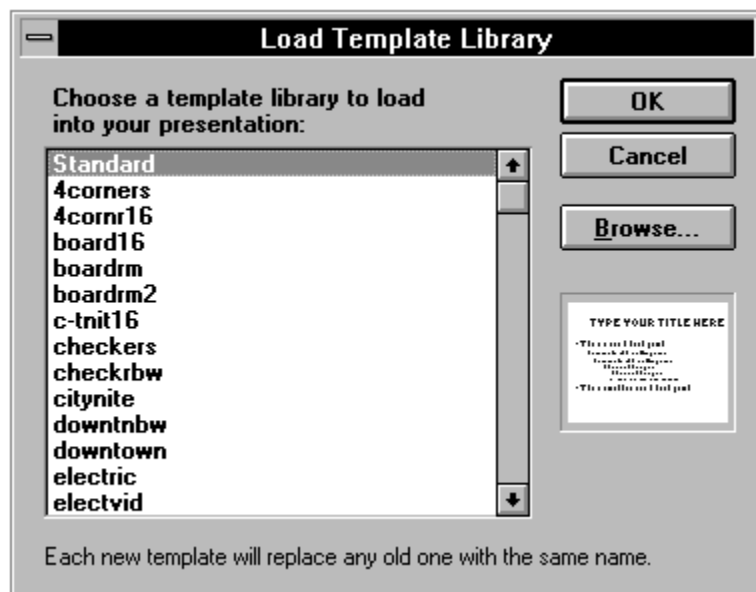 Load Template Library
Choose a template library to load
into your presentation:
OK
Cancel
Browse...
Standard
4corners
4cornr16
board16
boardrm
boardrm2
c-tnit16
checkers
checkrbw
citynite
downtnbw
downtown
electric
electvid
TYPE YOUR TITLE HERE
Each new template will replace any old one with the same name.